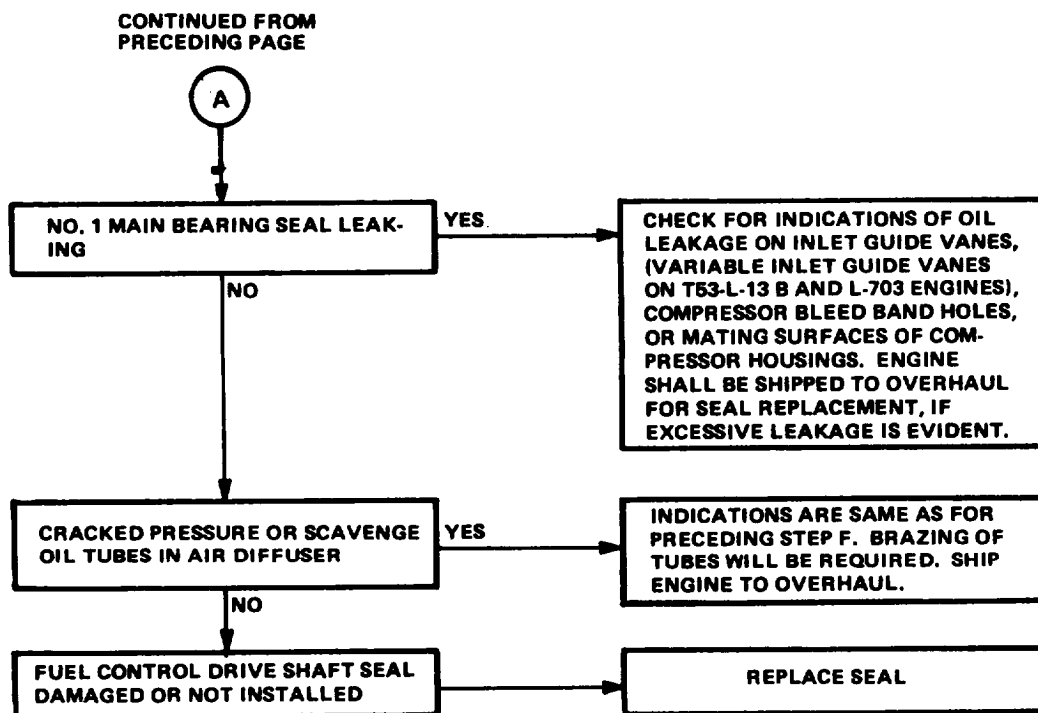 CONTINUED FROM
PRECEDING PAGE
A
NO. 1 MAIN BEARING SEAL LEAK-
ING
YES
CHECK FOR INDICATIONS OF OIL
LEAKAGE ON INLET GUIDE VANES,
(VARIABLE INLET GUIDE VANES
ON T53-L-13 B AND L-703 ENGINES),
COMPRESSOR BLEED BAND HOLES,
OR MATING SURFACES OF COM-
PRESSOR HOUSINGS. ENGINE
SHALL BE SHIPPED TO OVERHAUL
FOR SEAL REPLACEMENT, IF
EXCESSIVE LEAKAGE IS EVIDENT.
NO
CRACKED PRESSURE OR SCAVENGE
OIL TUBES IN AIR DIFFUSER
YES
INDICATIONS ARE SAME AS FOR
PRECEDING STEP F. BRAZING OF
TUBES WILL BE REQUIRED. SHIP
ENGINE TO OVERHAUL.
NO
FUEL CONTROL DRIVE SHAFT SEAL
DAMAGED OR NOT INSTALLED
REPLACE SEAL